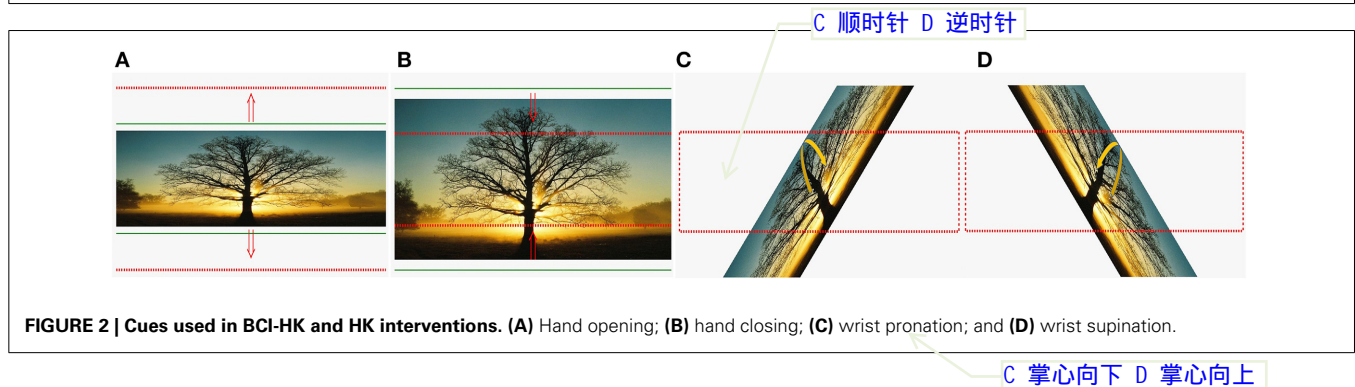 C 顺时针 D 逆时针
A B C D
FIGURE 2 | Cues used in BCI-HK and HK interventions. (A) Hand opening; (B) hand closing; (C) wrist pronation; and (D) wrist supination.
C 掌心向下 D 掌心向上